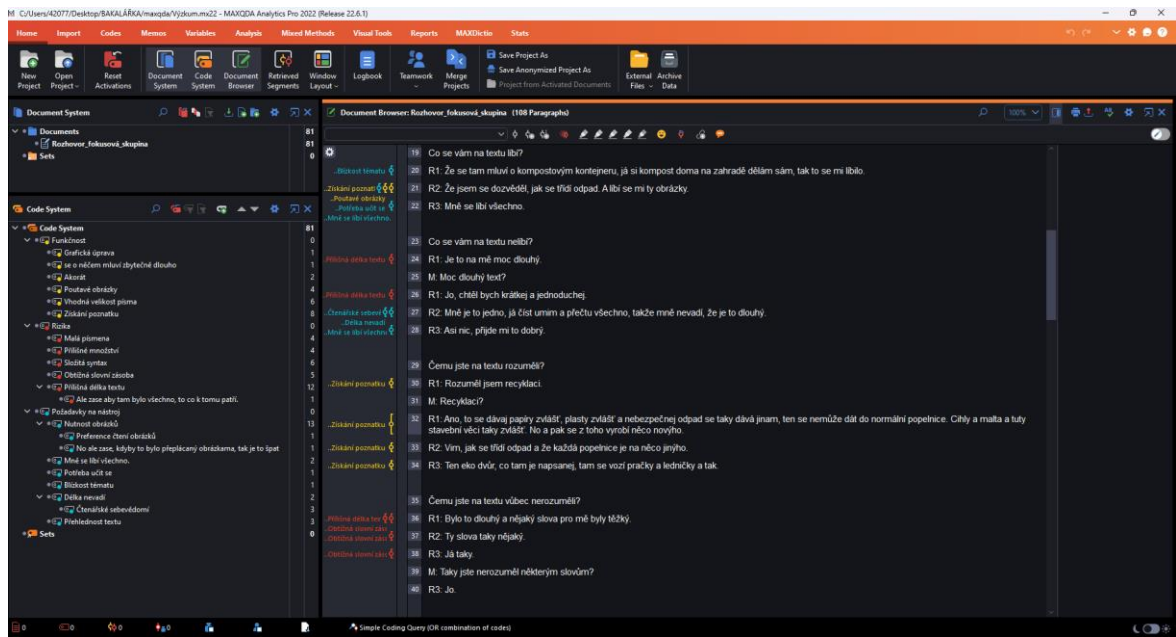 C:/Users/42077/Desktop/BAKALÁŘKA/maxqda/Výzkum.mx22 - MAXQDA Analytics Pro 2022 (Release 22.6.1)
Home Import Codes Memos Variables Analysis Mixed Methods Visual Tools Reports MAXDictio Stats
New Project
Open Project
Reset Activations
Document System
Code System
Document Browser
Retrieved Segments
Window Layout
Logbook
Teamwork
Merge Projects
Save Project As
Save Anonymized Project As
Project from Activated Documents
External Files
Archive Data
Document System
Documents 81
Rozhovor_fokusová_skupina 81
Sets 0
Code System
Code System 81
Funkčnost 0
Grafická úprava 1
se o něčem mluví zbytečně dlouho 1
Akorát 2
Poutavé obrázky 4
Vhodná velikost písma 6
Získání poznatku 8
Rizika 0
Malá písmena 4
Přílišné množství 4
Složitá syntax 6
Obtížná slovní zásoba 5
Přílišná délka textu 12
Ale zase aby tam bylo všechno, to co k tomu patří. 1
Požadavky na nástroj 0
Nutnost obrázků 13
Preference čtení obrázků 1
No ale zase, kdyby to bylo přeplácaný obrázkama, tak je to špat 1
Mně se líbí všechno. 2
Potřeba učit se 1
Blízkost tématu 1
Délka nevadí 2
Čtenářské sebevědomí 3
Přehlednost textu 3
Sets 0
Document Browser: Rozhovor_fokusová_skupina (108 Paragraphs)
100%
19 Co se vám na textu líbí?
..Blízkost tématu
20 R1: Že se tam mluví o kompostovým kontejneru, já si kompost doma na zahradě dělám sám, tak to se mi líbilo.
..Získání poznatl
21 R2: Že jsem se dozvěděl, jak se třídí odpad. A líbí se mi ty obrázky.
..Poutavé obrázky
..Potřeba učit se
22 R3: Mně se líbí všechno.
..Mně se líbí všechno.
23 Co se vám na textu nelíbí?
..Přílišná délka textu
24 R1: Je to na mě moc dlouhý.
25 M: Moc dlouhý text?
..Přílišná délka textu
26 R1: Jo, chtěl bych krátkej a jednoduchej.
..Čtenářské sebevě
27 R2: Mně je to jedno, já číst umim a přečtu všechno, takže mně nevadí, že je to dlouhý.
..Délka nevadí
..Mně se líbí všechn
28 R3: Asi nic, přijde mi to dobrý.
29 Čemu jste na textu rozuměli?
..Získání poznatku
30 R1: Rozuměl jsem recyklaci.
31 M: Recyklaci?
..Získání poznatku
32 R1: Ano, to se dávaj papíry zvlášť, plasty zvlášť a nebezpečnej odpad se taky dává jinam, ten se nemůže dát do normální popelnice. Cihly a malta a tuty
stavební věci taky zvlášť. No a pak se z toho vyrobí něco novýho.
..Získání poznatku
33 R2: Vim, jak se třídí odpad a že každá popelnice je na něco jinýho.
..Získání poznatku
34 R3: Ten eko dvůr, co tam je napsanej, tam se vozí pračky a ledničky a tak.
35 Čemu jste na textu vůbec nerozuměli?
..Přílišná délka tex
36 R1: Bylo to dlouhý a nějaký slova pro mě byly těžký.
..Obtížná slovní záso
..Obtížná slovní záso
37 R2: Ty slova taky nějaký.
..Obtížná slovní záso
38 R3: Já taky.
39 M: Taky jste nerozuměl některým slovům?
40 R3: Jo.
0 0 0 0
Simple Coding Query (OR combination of codes)